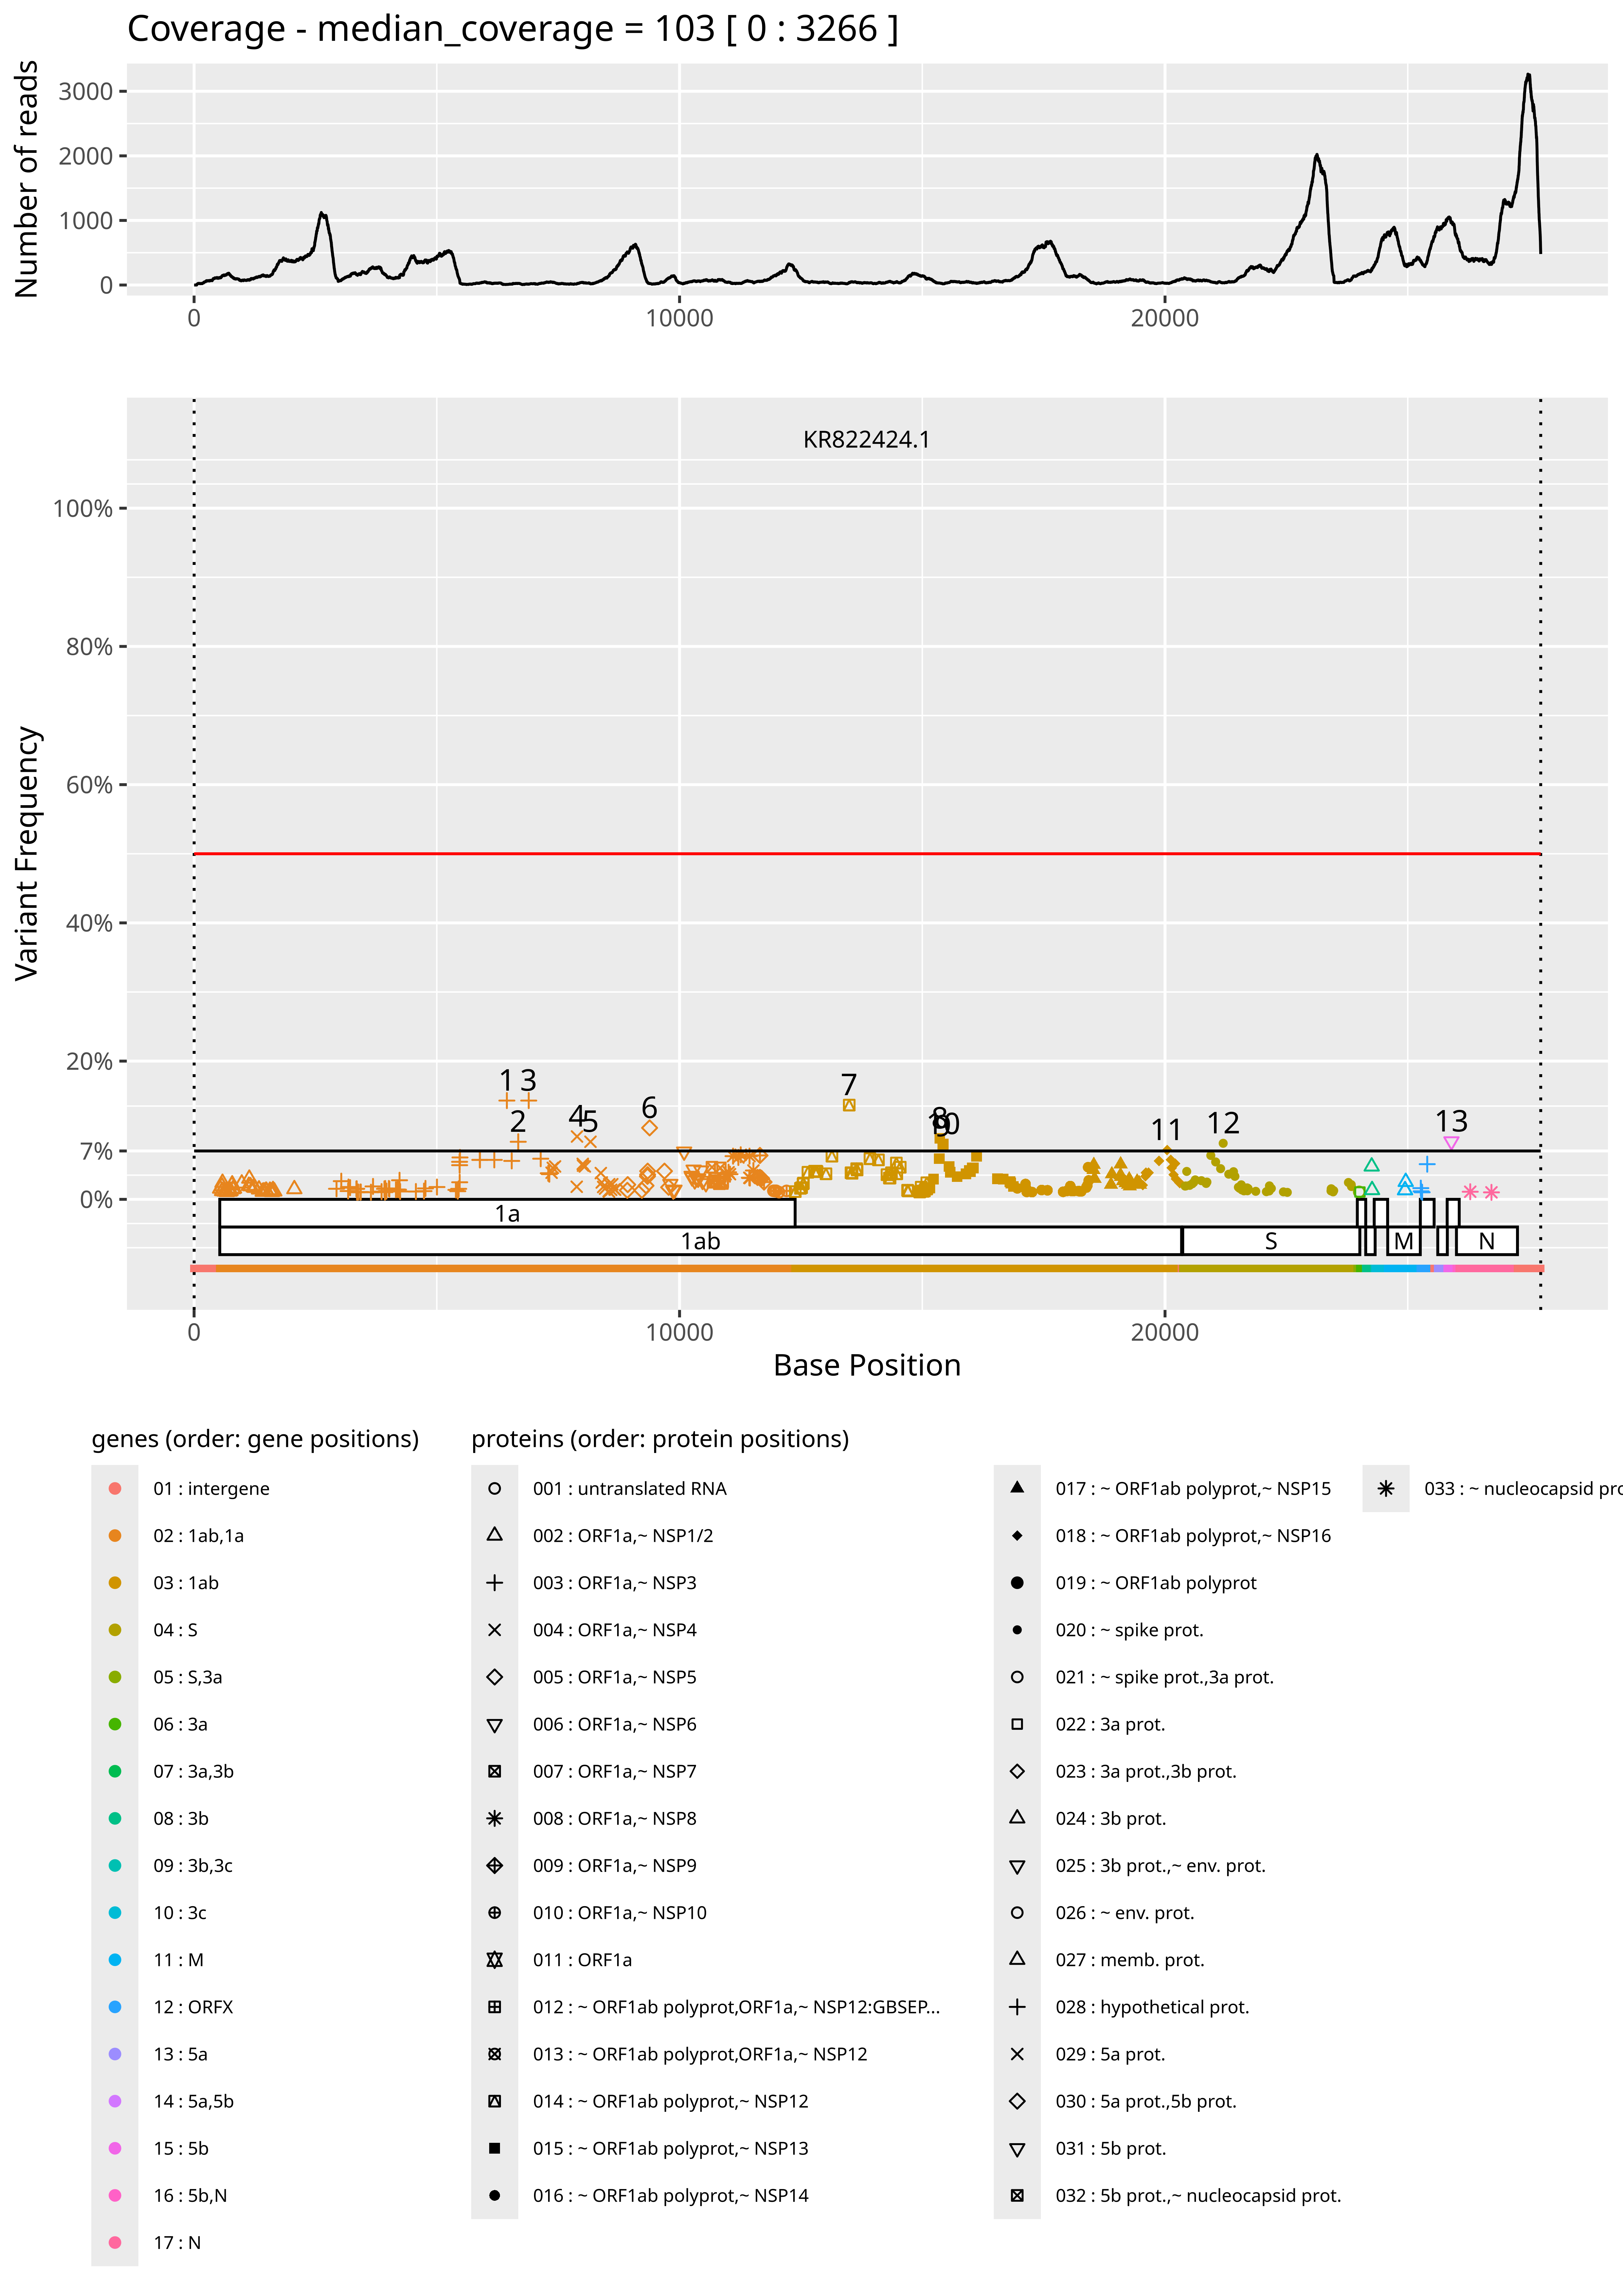 Coverage - median_coverage = 103 [ 0 : 3266 ]
Number of reads
3000
2000
1000
0
0 10000 20000
KR822424.1
Variant Frequency
100%
80%
60%
40%
20%
7%
0%
1 3
2
4
5
6
7
8
9
10
11
12
13
1a
1ab S M N
0 10000 20000
Base Position
genes (order: gene positions)
01 : intergene
02 : 1ab,1a
03 : 1ab
04 : S
05 : S,3a
06 : 3a
07 : 3a,3b
08 : 3b
09 : 3b,3c
10 : 3c
11 : M
12 : ORFX
13 : 5a
14 : 5a,5b
15 : 5b
16 : 5b,N
17 : N
proteins (order: protein positions)
001 : untranslated RNA
002 : ORF1a,~ NSP1/2
003 : ORF1a,~ NSP3
004 : ORF1a,~ NSP4
005 : ORF1a,~ NSP5
006 : ORF1a,~ NSP6
007 : ORF1a,~ NSP7
008 : ORF1a,~ NSP8
009 : ORF1a,~ NSP9
010 : ORF1a,~ NSP10
011 : ORF1a
012 : ~ ORF1ab polyprot,ORF1a,~ NSP12:GBSEP...
013 : ~ ORF1ab polyprot,ORF1a,~ NSP12
014 : ~ ORF1ab polyprot,~ NSP12
015 : ~ ORF1ab polyprot,~ NSP13
016 : ~ ORF1ab polyprot,~ NSP14
017 : ~ ORF1ab polyprot,~ NSP15
018 : ~ ORF1ab polyprot,~ NSP16
019 : ~ ORF1ab polyprot
020 : ~ spike prot.
021 : ~ spike prot.,3a prot.
022 : 3a prot.
023 : 3a prot.,3b prot.
024 : 3b prot.
025 : 3b prot.,~ env. prot.
026 : ~ env. prot.
027 : memb. prot.
028 : hypothetical prot.
029 : 5a prot.
030 : 5a prot.,5b prot.
031 : 5b prot.
032 : 5b prot.,~ nucleocapsid prot.
033 : ~ nucleocapsid